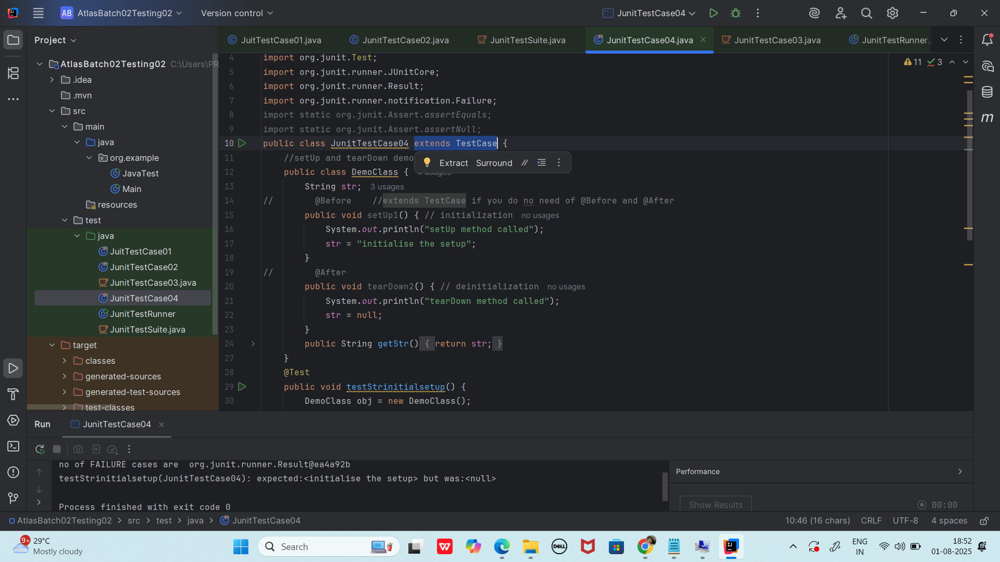 AB AtlasBatch02Testing02 Version control JunitTestCase04
Project
JuitTestCase01.java JunitTestCase02.java JunitTestSuite.java JunitTestCase04.java JunitTestCase03.java JunitTestRunner.
AtlasBatch02Testing02 C:\Users\PR
.idea
.mvn
src
main
java
org.example
JavaTest
Main
resources
test
java
JuitTestCase01
JunitTestCase02
JunitTestCase03.java
JunitTestCase04
JunitTestRunner
JunitTestSuite.java
target
classes
generated-sources
generated-test-sources
test-classes
11 3
4 import org.junit.Test;
5 import org.junit.runner.JUnitCore;
6 import org.junit.runner.Result;
7 import org.junit.runner.notification.Failure;
8 import static org.junit.Assert.assertEquals;
9 import static org.junit.Assert.assertNull;
10 public class JunitTestCase04 extends TestCase {
11 //setUp and tearDown demo
Extract Surround //
12 public class DemoClass { 4 usages
13 String str; 3 usages
14 // @Before //extends TestCase if you do no need of @Before and @After
15 public void setUp1() { // initialization no usages
16 System.out.println("setUp method called");
17 str = "initialise the setup";
18 }
19 // @After
20 public void tearDown2() { // deinitialization no usages
21 System.out.println("tearDown method called");
22 str = null;
23 }
24 public String getStr() { return str; }
27 }
28 @Test
29 public void testStrinitialsetup() {
30 DemoClass obj = new DemoClass();
Run JunitTestCase04
no of FAILURE cases are org.junit.runner.Result@ea4a92b
testStrinitialsetup(JunitTestCase04): expected:<initialise the setup> but was:<null>
Process finished with exit code 0
Performance
Show Results 00:00
AtlasBatch02Testing02 > src > test > java > JunitTestCase04 10:46 (16 chars) CRLF UTF-8 4 spaces
9+ 29°C
Mostly cloudy
Search
DELL
ENG
IN
18:52
01-08-2025